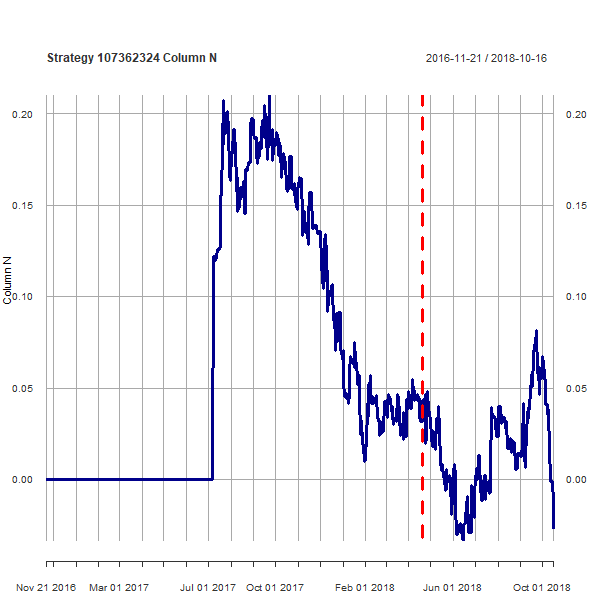 Strategy 107362324 Column N
2016-11-21 / 2018-10-16
0.20 0.20
0.15 0.15
0.10 0.10
0.05 0.05
0.00 0.00
Column N
Nov 21 2016 Mar 01 2017 Jul 01 2017 Oct 01 2017 Feb 01 2018 Jun 01 2018 Oct 01 2018